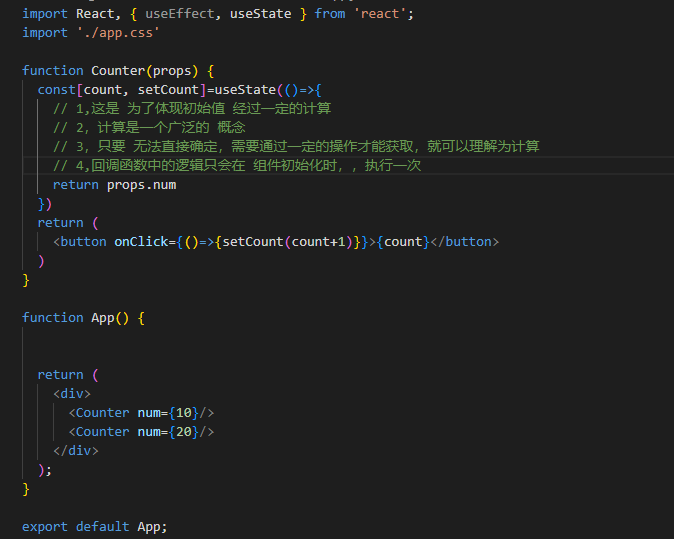 import React, { useEffect, useState } from 'react';
import './app.css'
function Counter(props) {
const[count, setCount]=useState(()=>{
// 1,这是 为了体现初始值 经过一定的计算
// 2, 计算是一个广泛的 概念
// 3, 只要 无法直接确定, 需要通过一定的操作才能获取, 就可以理解为计算
// 4,回调函数中的逻辑只会在 组件初始化时,,执行一次
return props.num
})
return (
<button onClick={()=>{setCount(count+1)}}>{count}</button>
)
}
function App() {
return (
<div>
<Counter num={10}/>
<Counter num={20}/>
</div>
);
}
export default App;